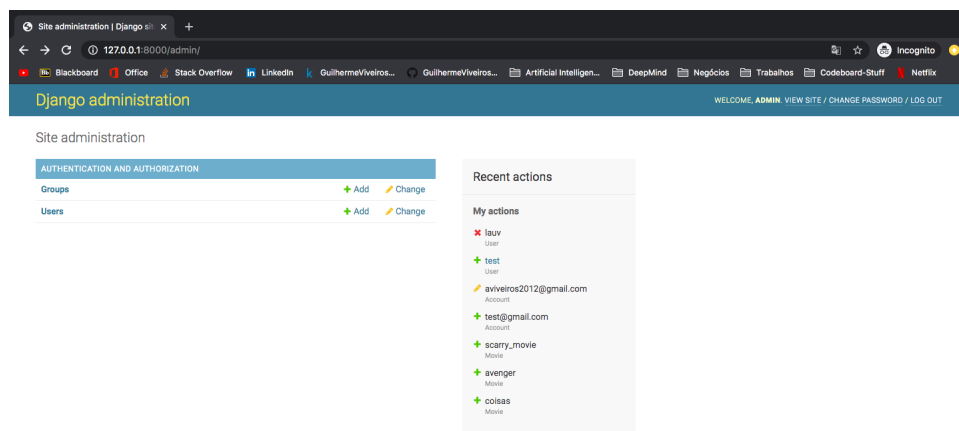 Site administration | Django sit
127.0.0.1:8000/admin/
Incognito
Blackboard Office Stack Overflow LinkedIn GuilhermeViveiros... GuilhermeViveiros... Artificial Intelligen... DeepMind Negócios Trabalhos Codeboard-Stuff Netflix
Django administration
WELCOME, ADMIN. VIEW SITE / CHANGE PASSWORD / LOG OUT
Site administration
AUTHENTICATION AND AUTHORIZATION
Groups Add Change
Users Add Change
Recent actions
My actions
lauv
User
test
User
aviveiros2012@gmail.com
Account
test@gmail.com
Account
scarry_movie
Movie
avenger
Movie
coisas
Movie